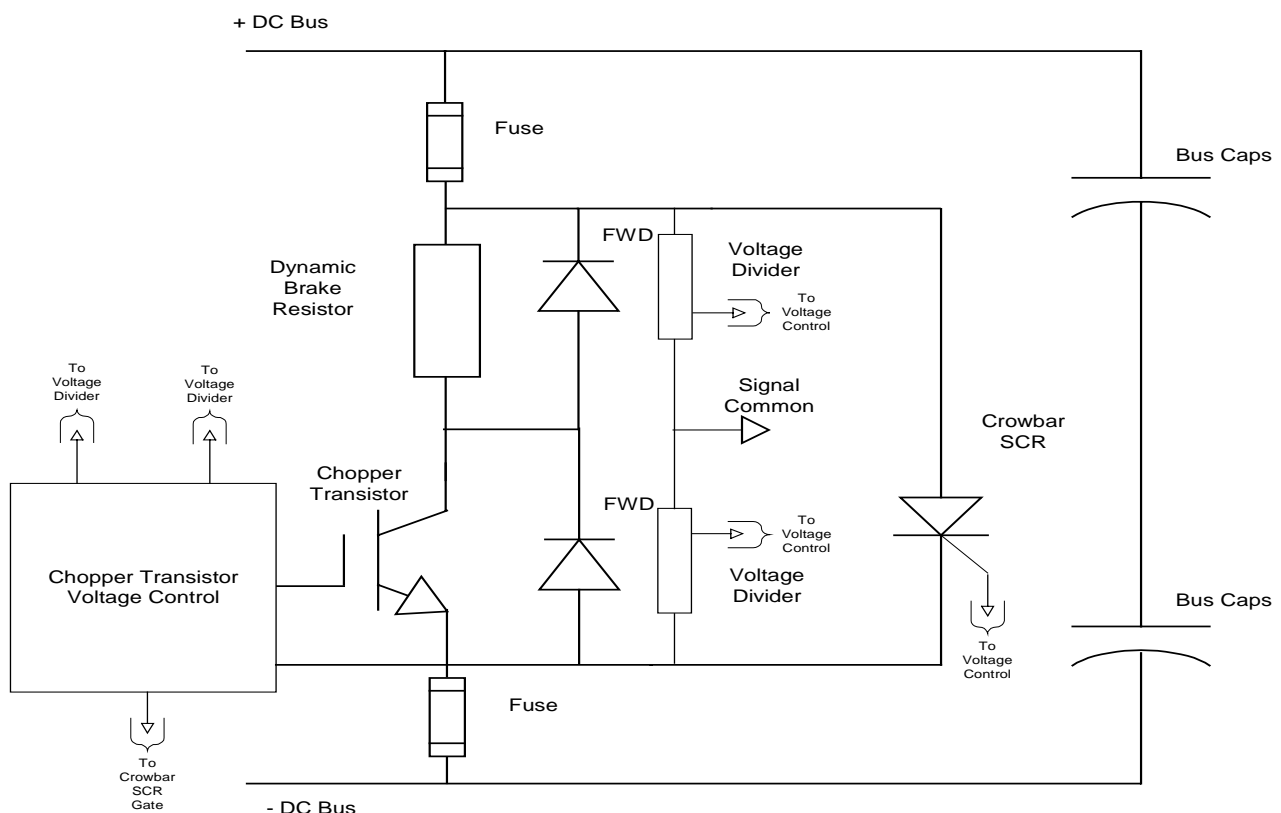 + DC Bus
Fuse
Bus Caps
FWD
Voltage
Divider
To
Voltage
Control
Dynamic
Brake
Resistor
To
Voltage
Divider
To
Voltage
Divider
Signal
Common
Crowbar
SCR
Chopper
Transistor
FWD
To
Voltage
Control
Voltage
Divider
Chopper Transistor
Voltage Control
Bus Caps
To
Voltage
Control
Fuse
To
Crowbar
SCR
Gate
- DC Bus